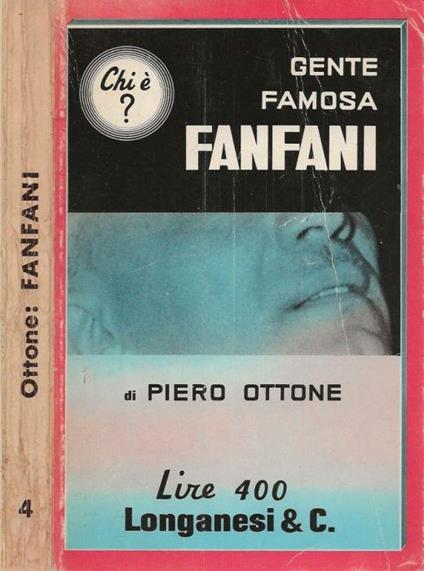 Ottone: FANFANI
4
Chi è
?
GENTE
FAMOSA
FANFANI
di PIERO OTTONE
Lire 400
Longanesi & C.